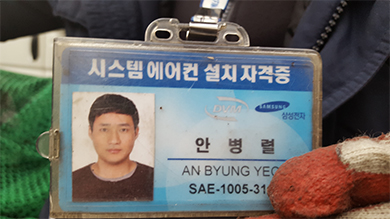 시스템 에어컨 설치 자격증
SAMSUNG
삼성전자
안 병 렬
AN BYUNG YEO
SAE-1005-31